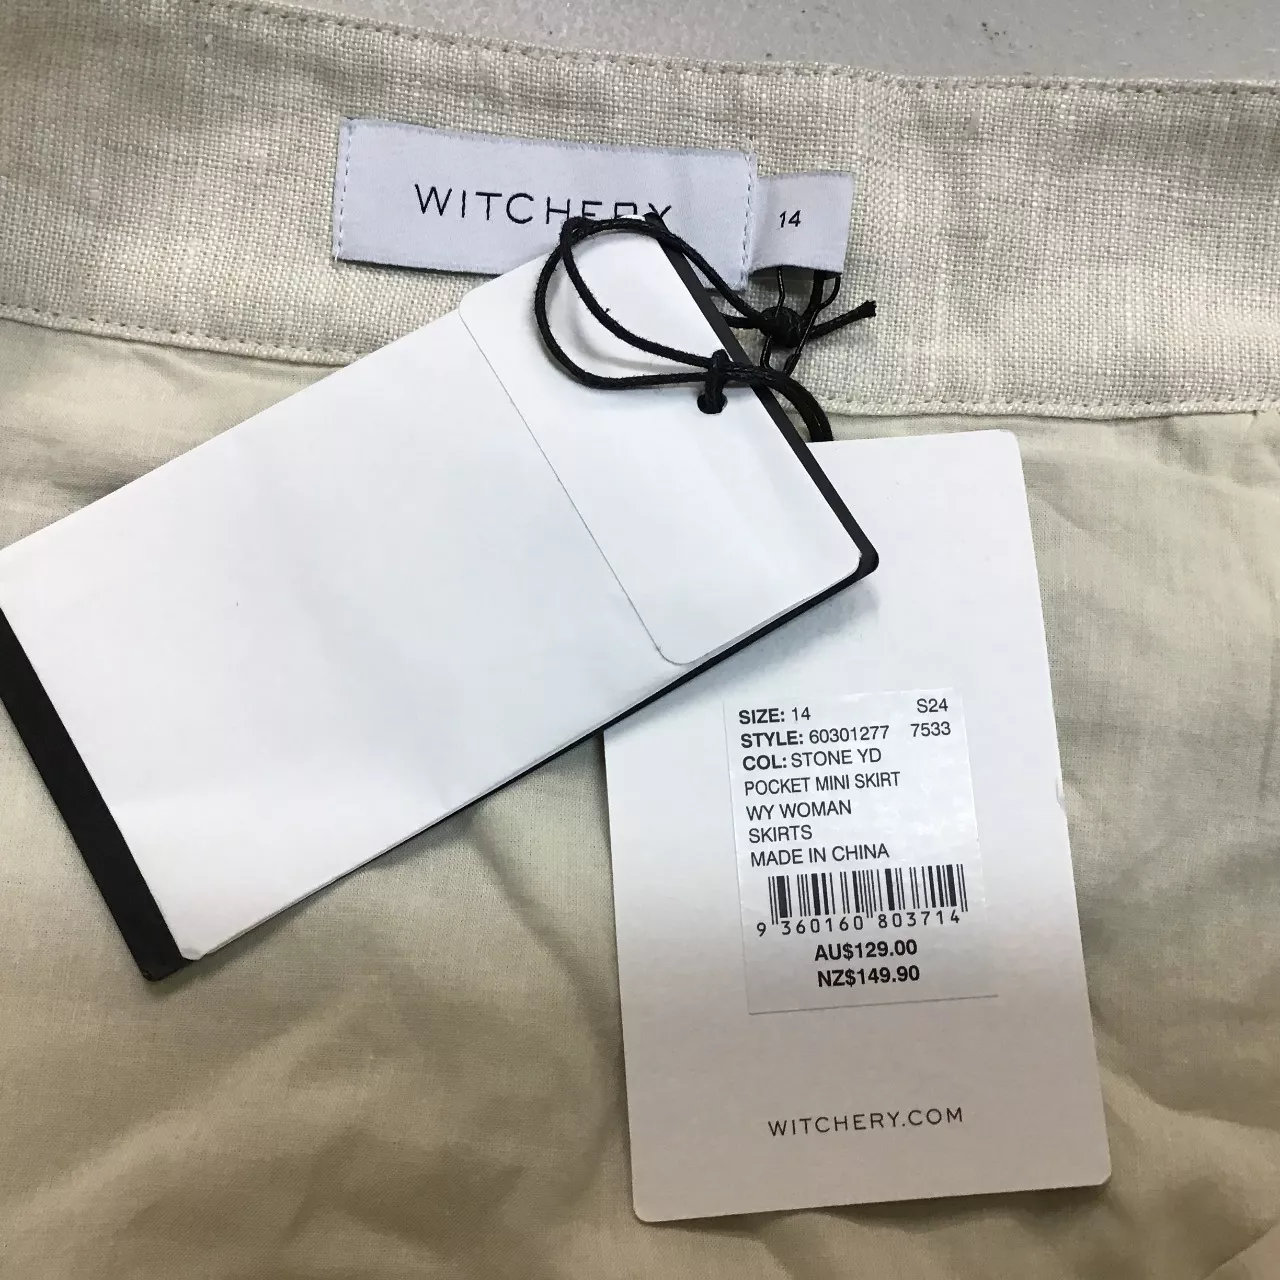 WITCHERY
14
SIZE: 14 S24
STYLE: 60301277 7533
COL: STONE YD
POCKET MINI SKIRT
WY WOMAN
SKIRTS
MADE IN CHINA
9 360160 803714
AU$129.00
NZ$149.90
WITCHERY.COM